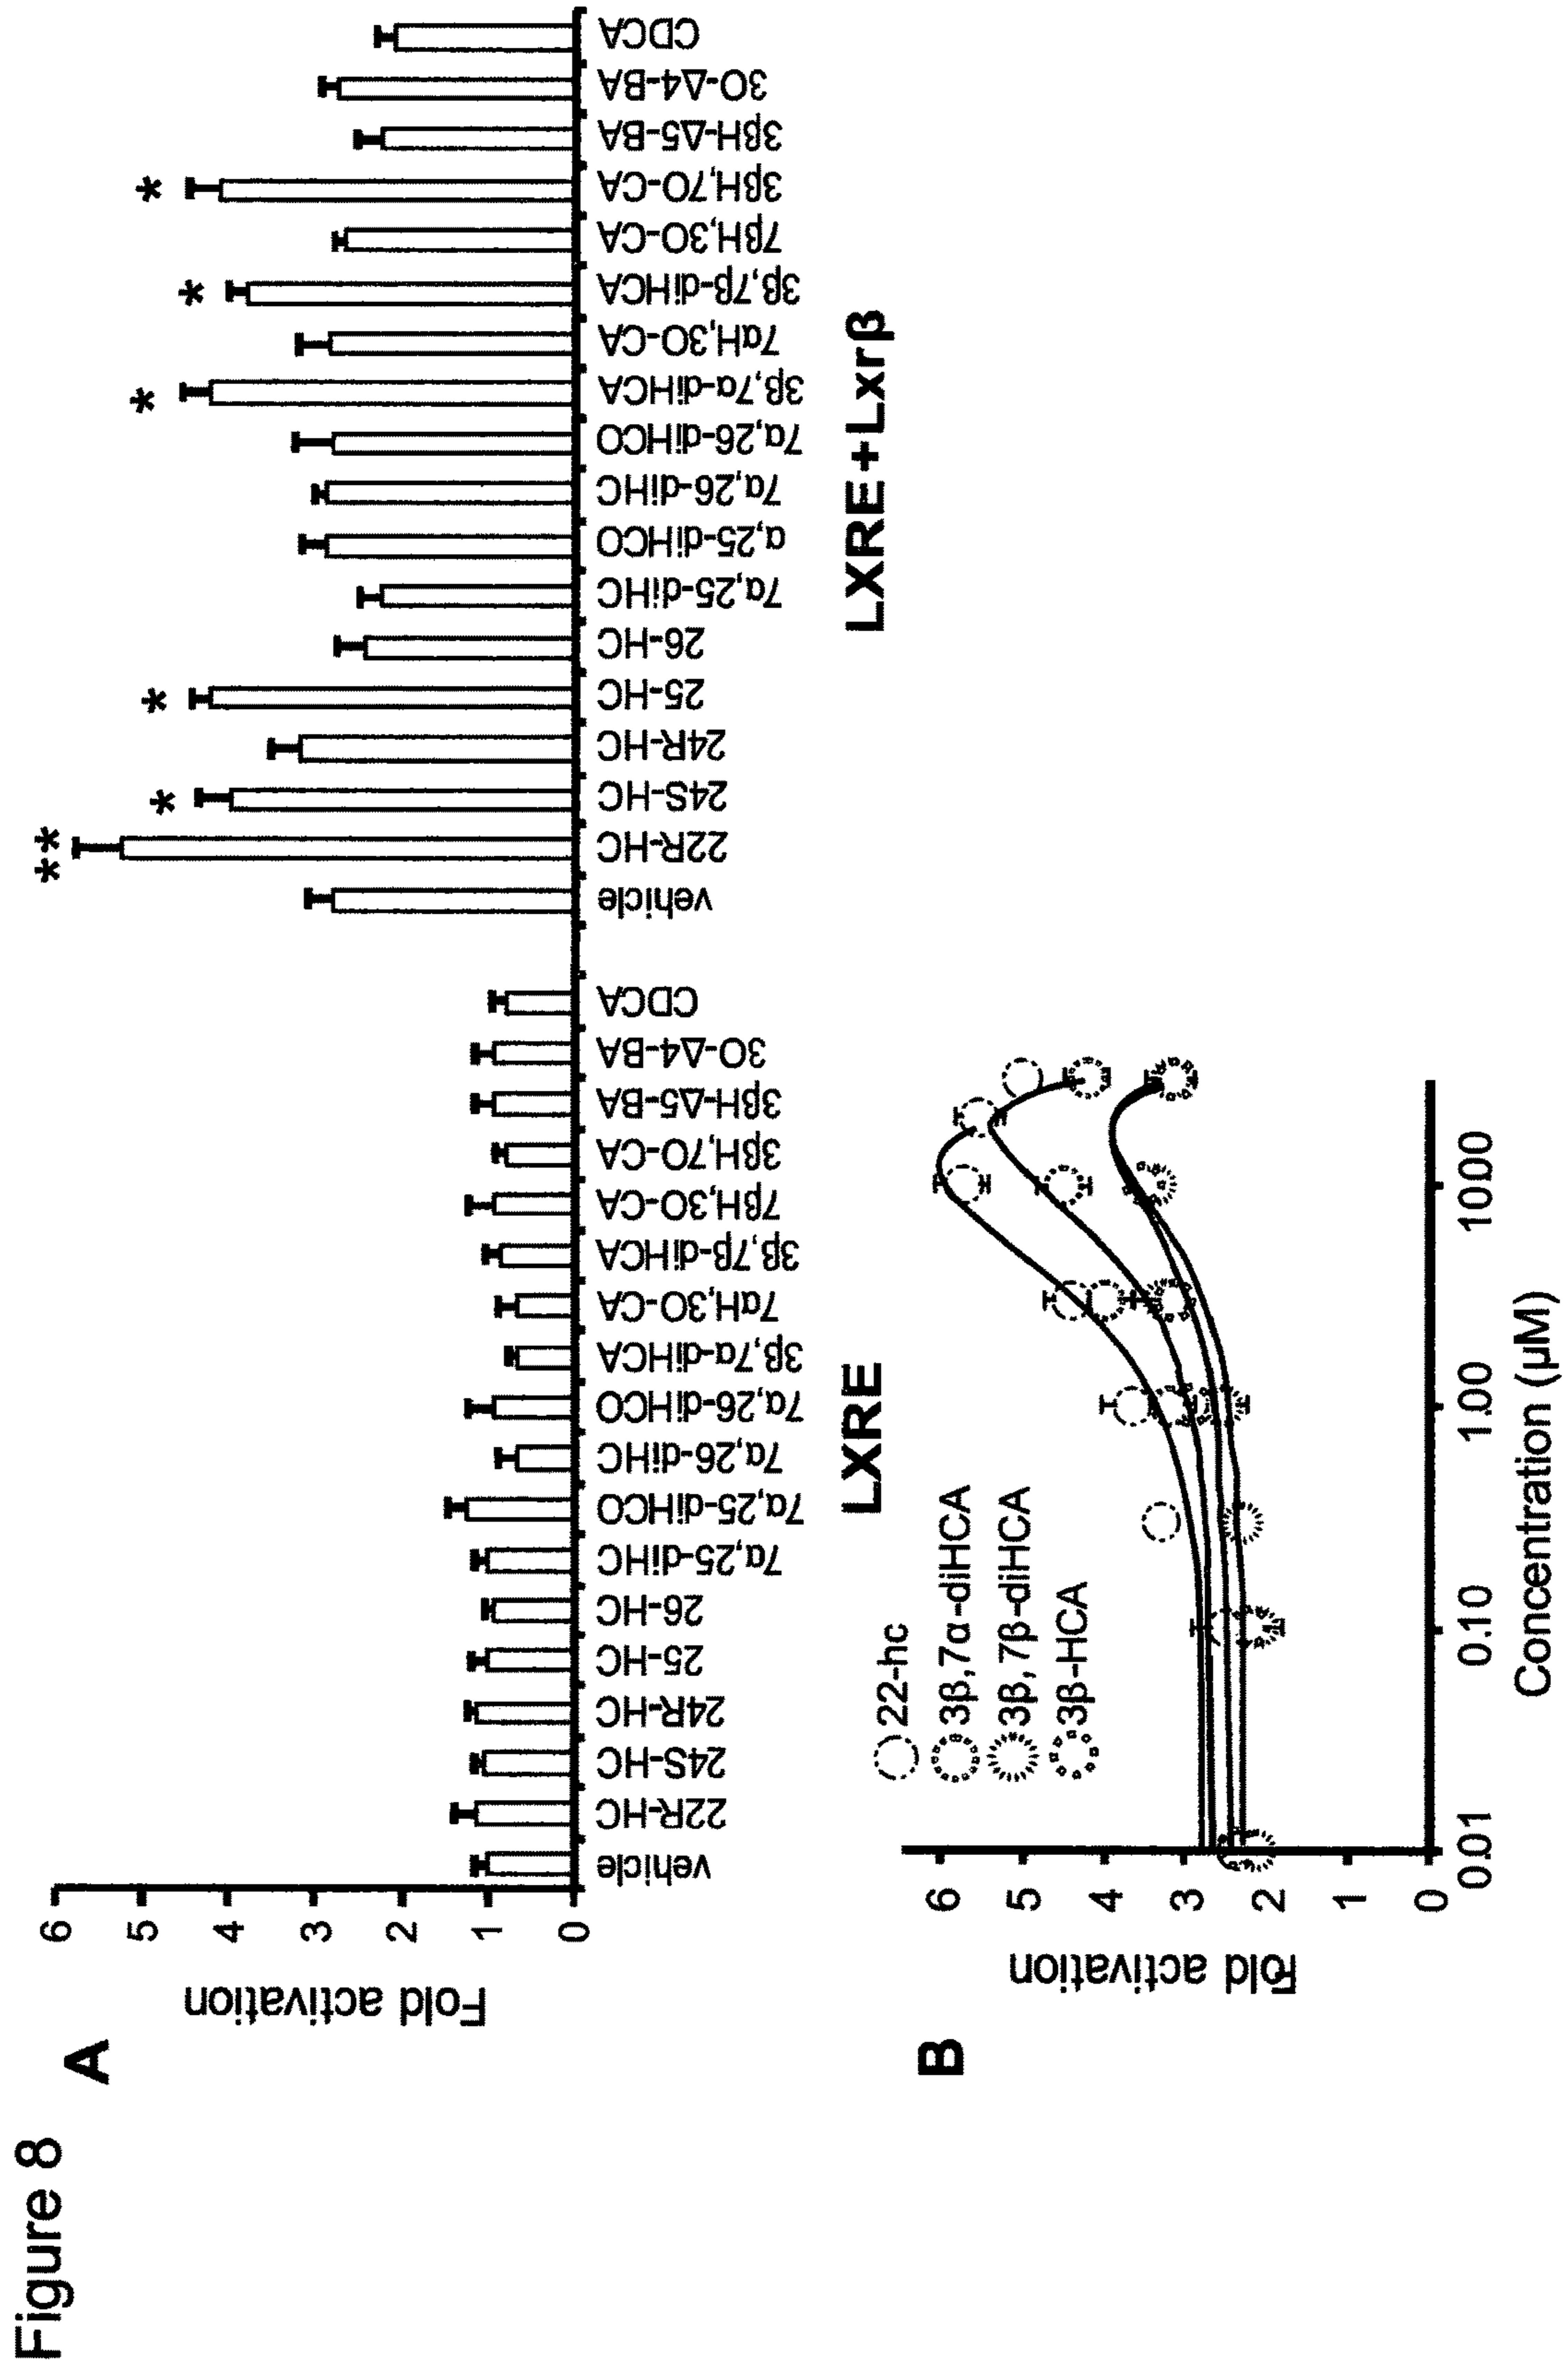 Figure 8
A
Fold activation
6
5
4
3
2
1
0
vehicle
22R-HC
24S-HC
24R-HC
25-HC
26-HC
7α,25-diHC
7α,25-diHCO
7α,26-diHC
7α,26-diHCO
3β,7α-diHCA
7αH,3O-CA
3β,7β-diHCA
7βH,3O-CA
3βH,7O-CA
3βH-Δ5-BA
3O-Δ4-BA
CDCA
vehicle
22R-HC
24S-HC
24R-HC
25-HC
26-HC
7α,25-diHC
α,25-diHCO
7α,26-diHC
7α,26-diHCO
3β,7α-diHCA
7αH,3O-CA
3β,7β-diHCA
7βH,3O-CA
3βH,7O-CA
3βH-Δ5-BA
3O-Δ4-BA
CDCA
**
*
*
*
*
*
LXRE
LXRE+Lxrβ
B
Fold activation
6
5
4
3
2
1
0
22-hc
3β,7α-diHCA
3β,7β-diHCA
3β-HCA
0.01
0.10
1.00
10.00
Concentration (μM)